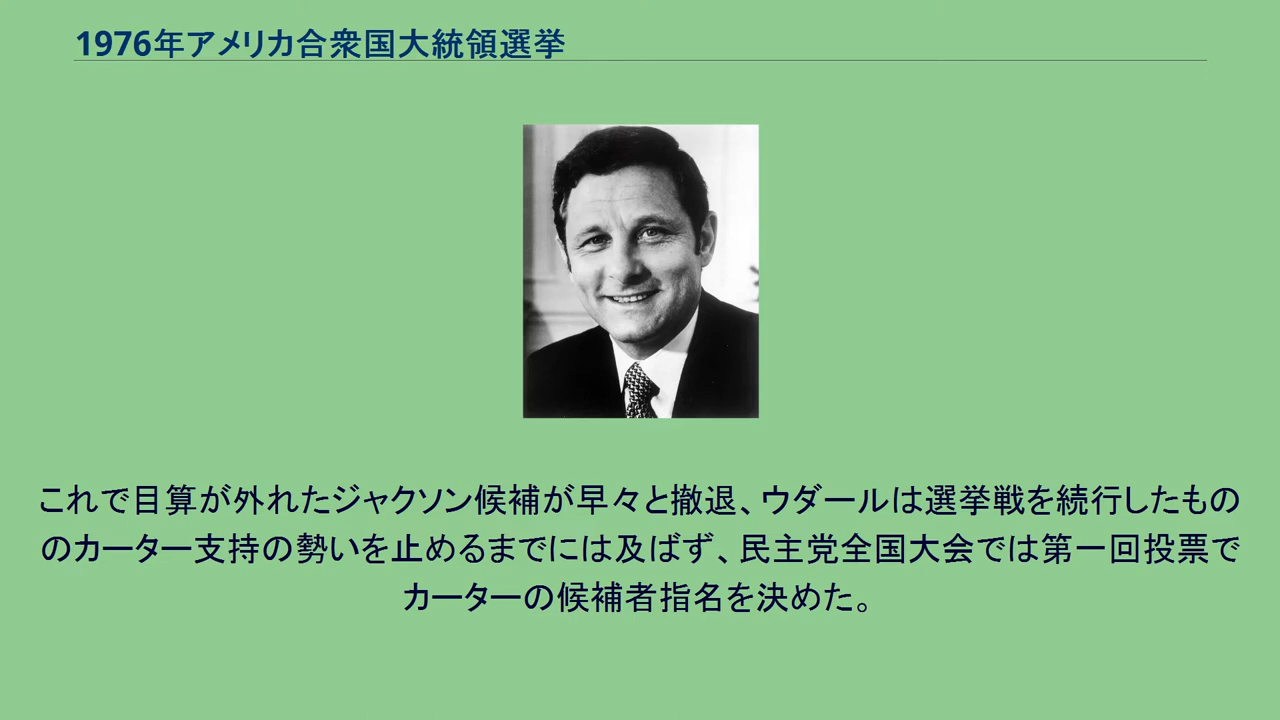 1976年アメリカ合衆国大統領選挙
これで目算が外れたジャクソン候補が早々と撤退、ウダールは選挙戦を続行したもの
のカーター支持の勢いを止めるまでには及ばず、民主党全国大会では第一回投票で
カーターの候補者指名を決めた。